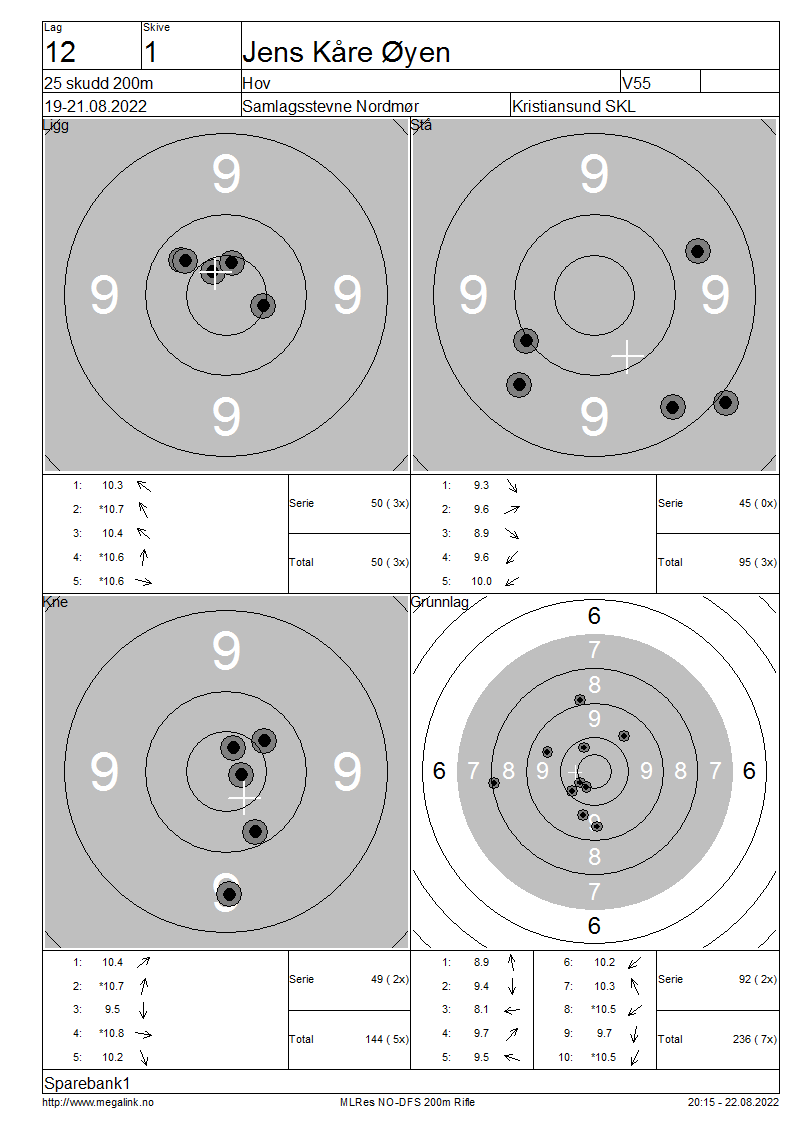 Lag Skive
12 1 Jens Kåre Øyen
25 skudd 200m Hov V55
19-21.08.2022 Samlagsstevne Nordmør Kristiansund SKL
Ligg
9
9 9
9
Stå
9
9 9
9
1: 10.3
2: *10.7
3: 10.4
4: *10.6
5: *10.6
Serie 50 ( 3x)
Total 50 ( 3x)
1: 9.3
2: 9.6
3: 8.9
4: 9.6
5: 10.0
Serie 45 ( 0x)
Total 95 ( 3x)
Kne
9
9 9
9
Grunnlag
6
7
8
9
6 7 8 9 9 8 7 6
9
8
7
6
1: 10.4
2: *10.7
3: 9.5
4: *10.8
5: 10.2
Serie 49 ( 2x)
Total 144 ( 5x)
1: 8.9 6: 10.2
2: 9.4 7: 10.3
3: 8.1 8: *10.5
4: 9.7 9: 9.7
5: 9.5 10: *10.5
Serie 92 ( 2x)
Total 236 ( 7x)
Sparebank1
http://www.megalink.no MLRes NO-DFS 200m Rifle 20:15 - 22.08.2022